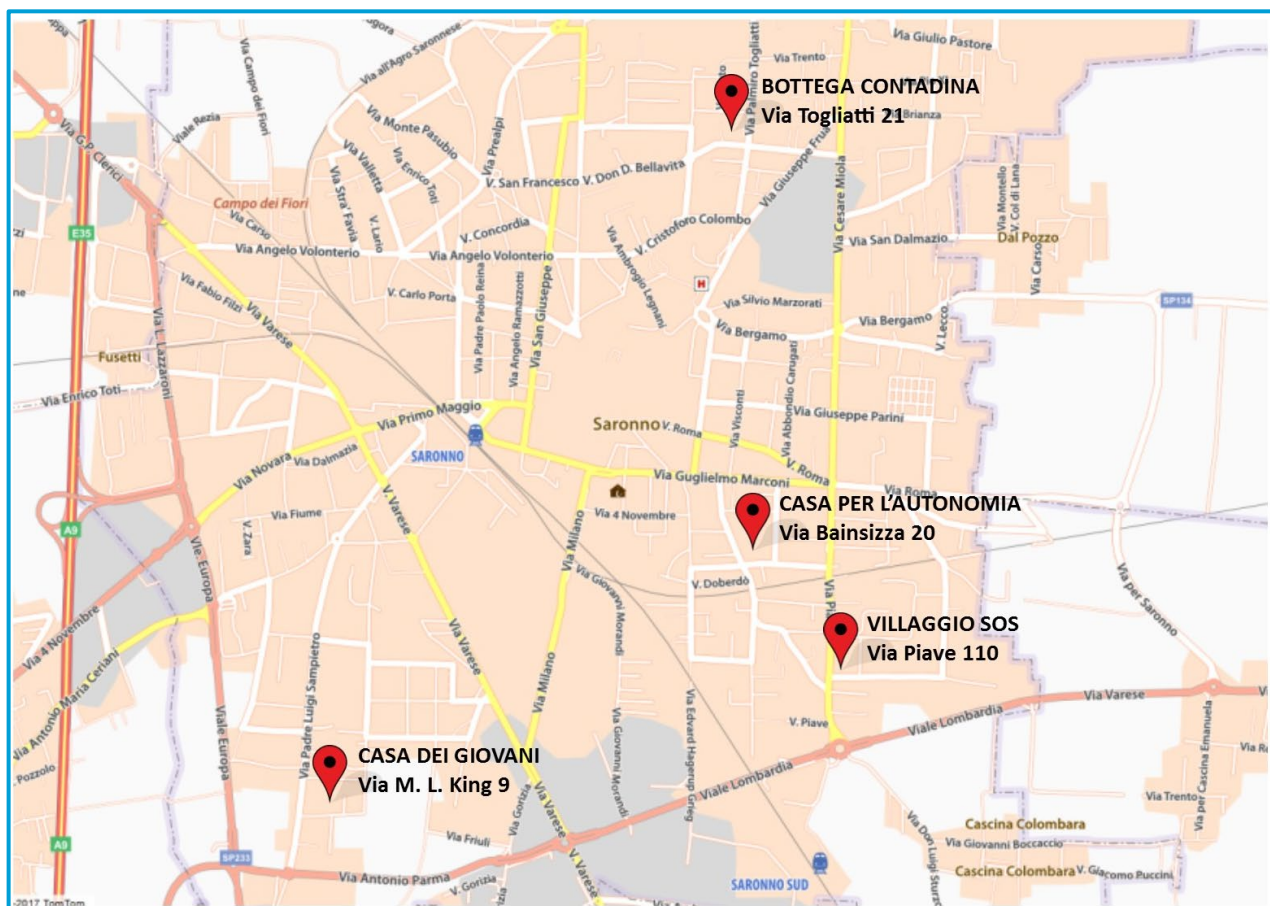 BOTTEGA CONTADINA
Via Togliatti 21
CASA PER L'AUTONOMIA
Via Bainsizza 20
VILLAGGIO SOS
Via Piave 110
CASA DEI GIOVANI
Via M. L. King 9
Via all'Agro Saronnese
Via Campo dei Fiori
Viale Rezia
Via G.P. Clerici
Via Monte Pasubio
Via Prealpi
Via Valletta
Via Enrico Toti
Via Stra' Favia
V. Lario
V. San Francesco
V. Don D. Bellavita
Via Palmiro Togliatti
Via Trento
Via Giulio Pastore
Via Brianza
Via Giuseppe Frua
Via Cesare Miola
Campo dei Fiori
Via Carso
E35
V. Concordia
Via Angelo Volonterio
Via Angelo Volonterio
V. Cristoforo Colombo
Via Ambrogio Legnani
Via San Dalmazio
Via Montello
V. Col di Lana
Dal Pozzo
Via Carso
Via Fabio Filzi
Via Varese
V. Carlo Porta
Via Padre Paolo Reina
Via Angelo Ramazzotti
Via San Giuseppe
H
Via Silvio Marzorati
Via Bergamo
Via Bergamo
V. Lecco
SP134
Fusetti
Via Enrico Toti
Via L. Lazzaroni
Via Primo Maggio
SARONNO
Saronno
V. Roma
Via Visconti
Via Abbondio Carugati
Via Giuseppe Parini
Via Novara
Via Dalmazia
V. Varese
Via Guglielmo Marconi
V. Roma
Via Roma
A9
Via Fiume
V. Zara
Vle. Europa
Via Milano
Via 4 Novembre
V. Doberdò
Via Giovanni Morandi
Via per Saronno
Via 4 Novembre
Via Antonio Maria Ceriani
Via Padre Luigi Sampietro
Via Varese
Via Milano
Viale Europa
Pozzolo
Via Giovanni Morandi
Via Edvard Hagerup Grieg
V. Piave
Viale Lombardia
Viale Lombardia
Via Varese
Via per Cascina Emanuela
Via Trento
A9
SP233
Via Friuli
Via Gorizia
Via Varese
Via Antonio Parma
V. Gorizia
V. Varese
SARONNO SUD
Via Don Luigi Sturzo
Cascina Colombara
Via Giovanni Boccaccio
Cascina Colombara
V. Giacomo Puccini
-2017 TomTom